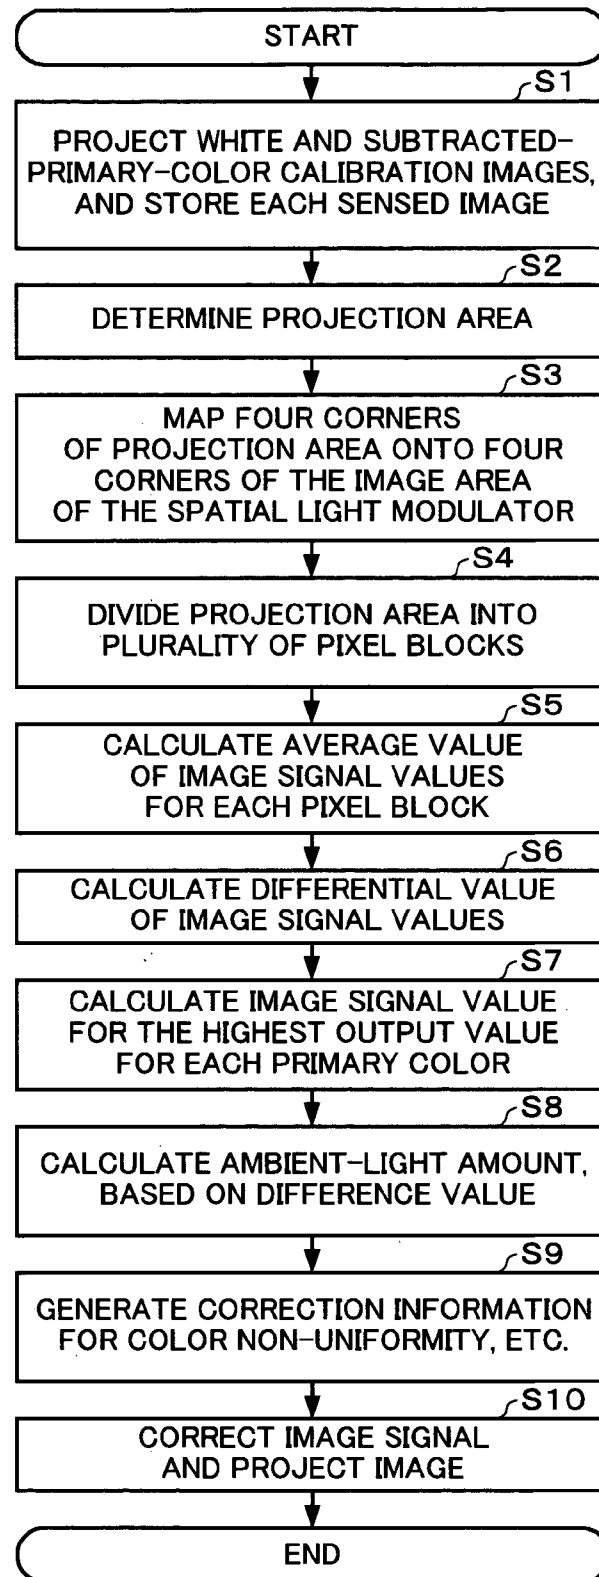 START
S1
PROJECT WHITE AND SUBTRACTED-
PRIMARY-COLOR CALIBRATION IMAGES,
AND STORE EACH SENSED IMAGE
S2
DETERMINE PROJECTION AREA
S3
MAP FOUR CORNERS
OF PROJECTION AREA ONTO FOUR
CORNERS OF THE IMAGE AREA
OF THE SPATIAL LIGHT MODULATOR
S4
DIVIDE PROJECTION AREA INTO
PLURALITY OF PIXEL BLOCKS
S5
CALCULATE AVERAGE VALUE
OF IMAGE SIGNAL VALUES
FOR EACH PIXEL BLOCK
S6
CALCULATE DIFFERENTIAL VALUE
OF IMAGE SIGNAL VALUES
S7
CALCULATE IMAGE SIGNAL VALUE
FOR THE HIGHEST OUTPUT VALUE
FOR EACH PRIMARY COLOR
S8
CALCULATE AMBIENT-LIGHT AMOUNT,
BASED ON DIFFERENCE VALUE
S9
GENERATE CORRECTION INFORMATION
FOR COLOR NON-UNIFORMITY, ETC.
S10
CORRECT IMAGE SIGNAL
AND PROJECT IMAGE
END